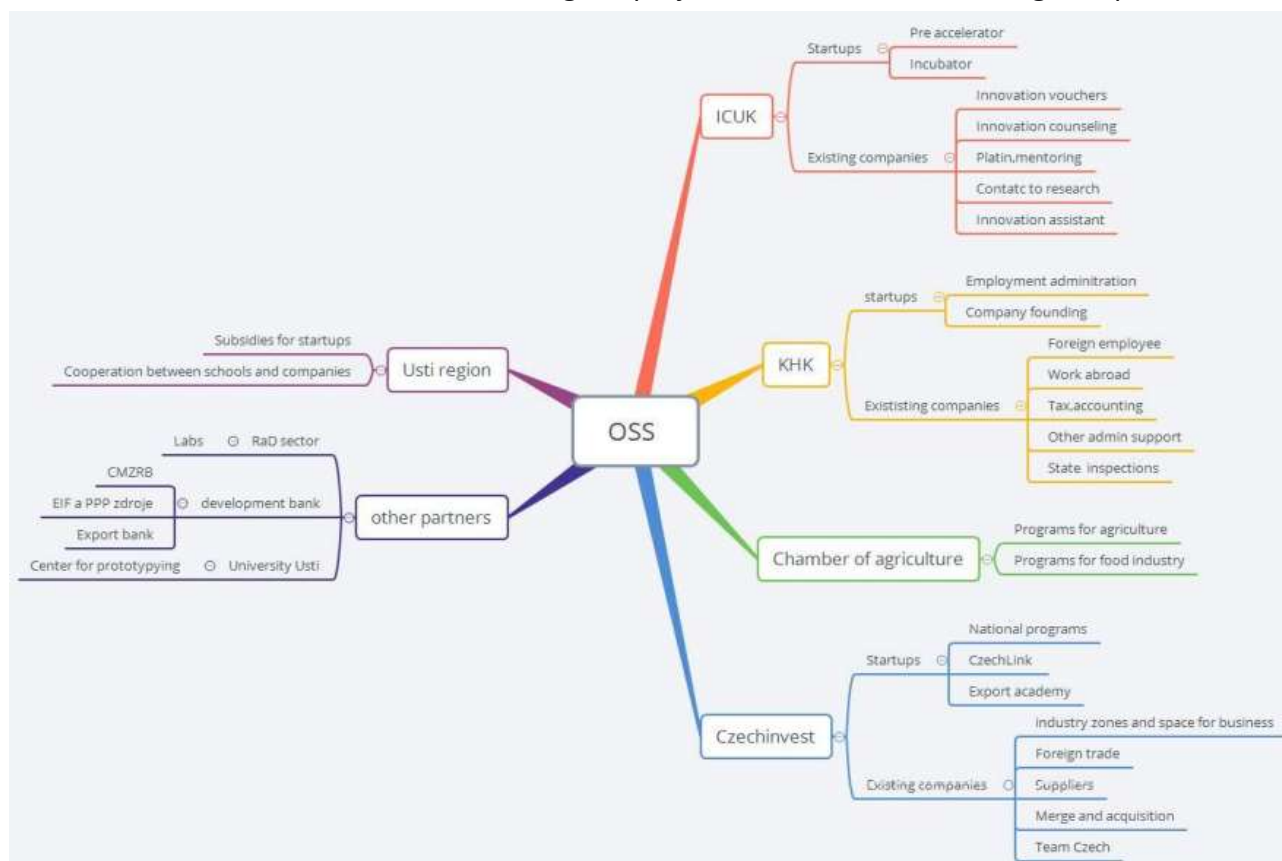 Pre accelerator
Startups
Incubator
ICUK
Innovation vouchers
Innovation counseling
Existing companies
Platin.mentoring
Contatc to research
Innovation assistant
Employment adminitration
startups
Company founding
KHK
Foreign employee
Work abroad
Exististing companies
Tax.accounting
Other admin support
State inspections
Subsidies for startups
Usti region
Cooperation between schools and companies
OSS
Labs
RaD sector
CMZRB
EIF a PPP zdroje
development bank
other partners
Export bank
Center for prototypying
University Usti
Programs for agriculture
Chamber of agriculture
Programs for food industry
National programs
Startups
CzechLink
Export academy
Czechinvest
Industry zones and space for business
Foreign trade
Existing companies
Suppliers
Merge and acquisition
Team Czech